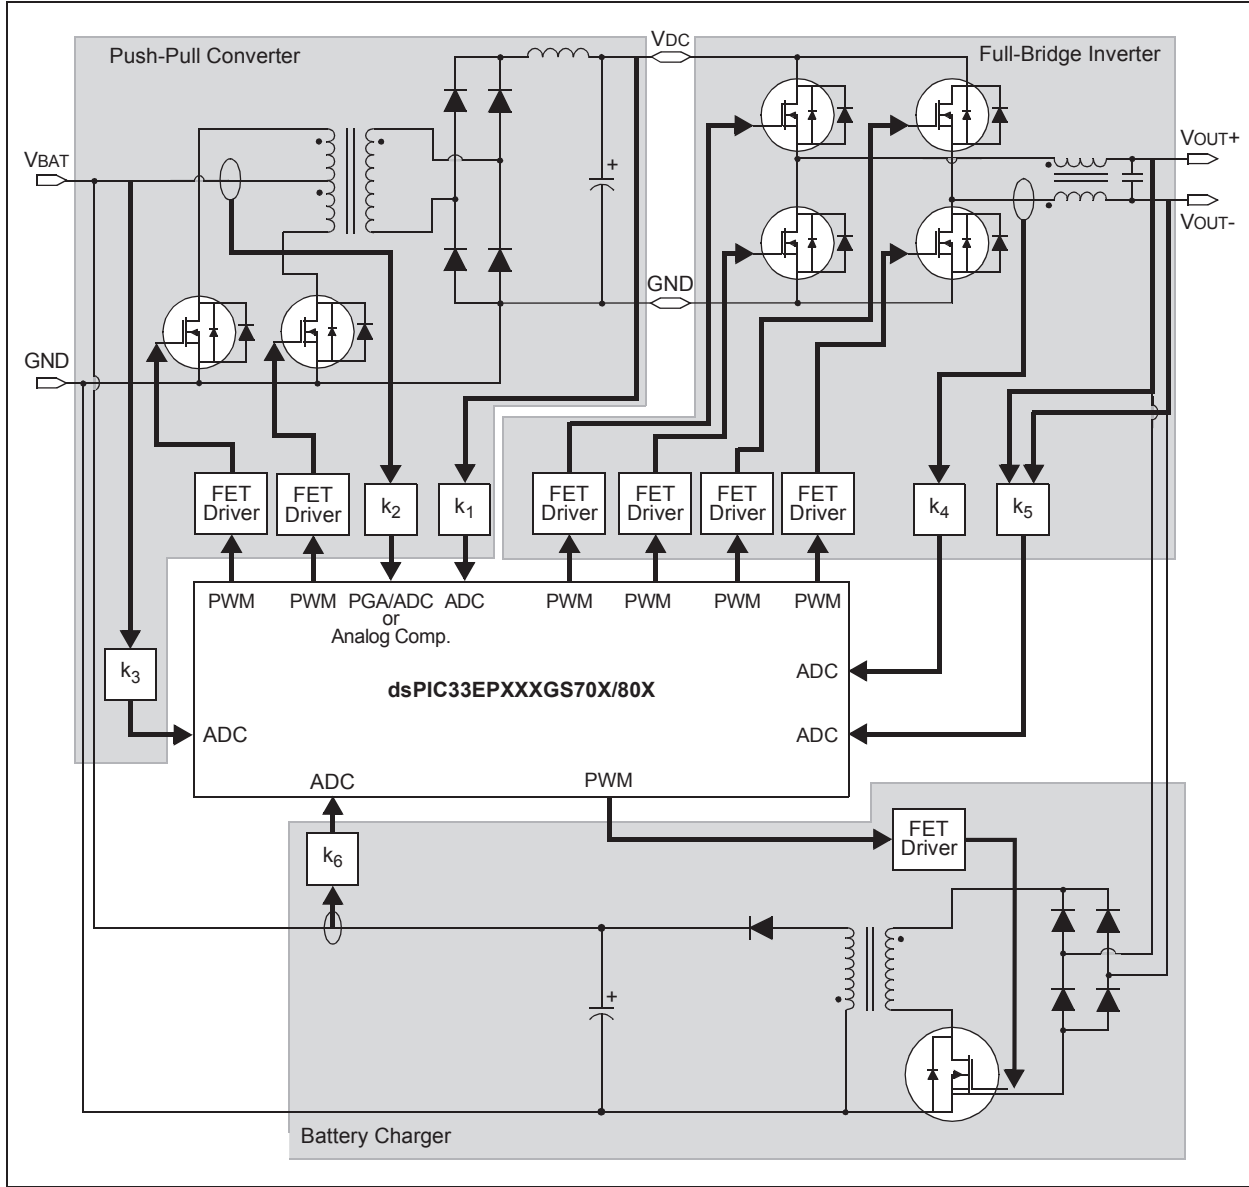 Push-Pull Converter
VDC
Full-Bridge Inverter
VBAT
VOUT+
VOUT-
GND
GND
+
FET
Driver
FET
Driver
k2
k1
FET
Driver
FET
Driver
FET
Driver
FET
Driver
k4
k5
PWM
PWM
PGA/ADC
or
Analog Comp.
ADC
PWM
PWM
PWM
PWM
k3
ADC
dsPIC33EPXXXGS70X/80X
ADC
ADC
ADC
PWM
k6
FET
Driver
+
Battery Charger